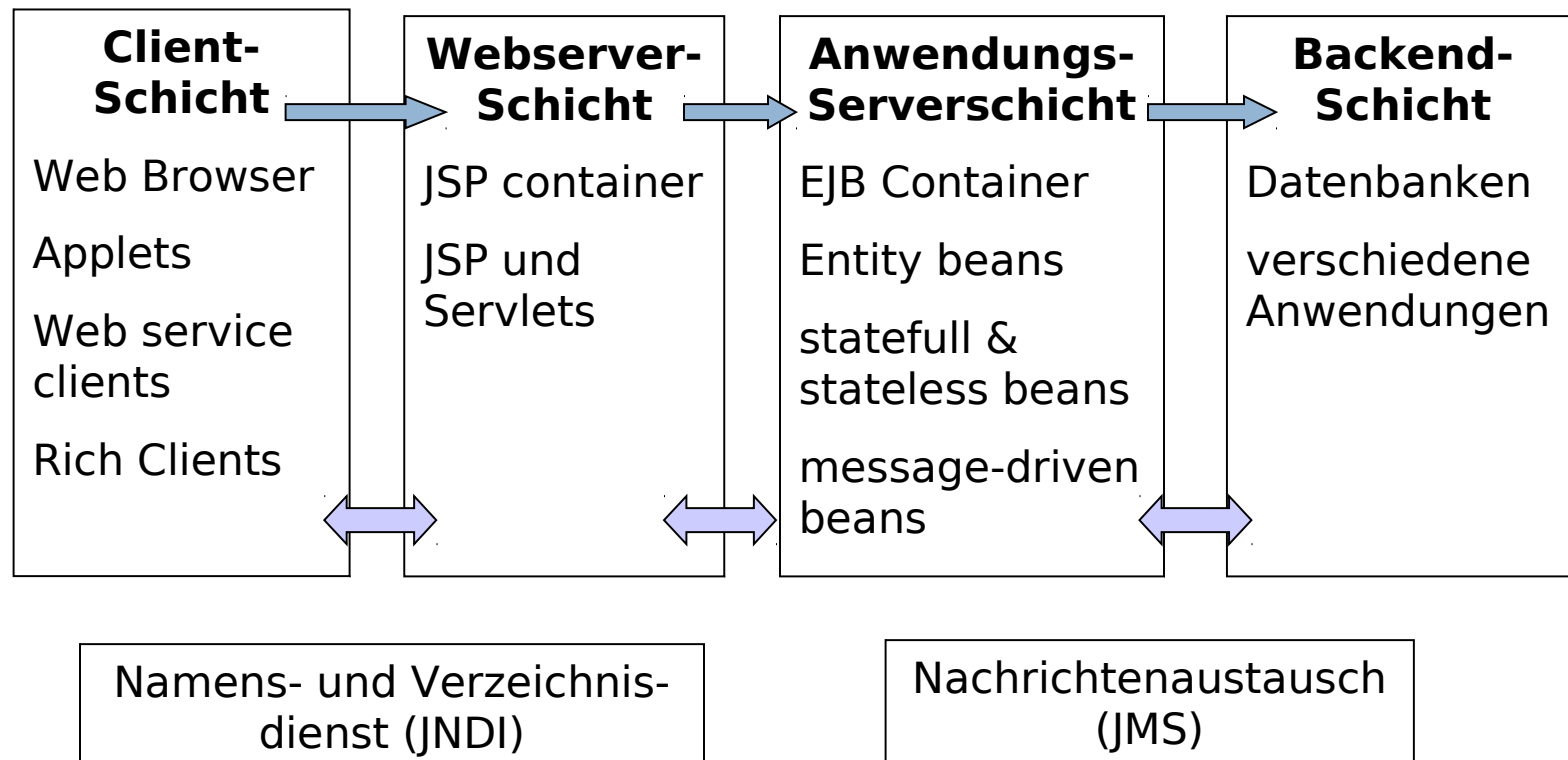 Client-
Schicht
Web Browser
Applets
Web service
clients
Rich Clients
Webserver-
Schicht
JSP container
JSP und
Servlets
Anwendungs-
Serverschicht
EJB Container
Entity beans
statefull &
stateless beans
message-driven
beans
Backend-
Schicht
Datenbanken
verschiedene
Anwendungen
Namens- und Verzeichnis-
dienst (JNDI)
Nachrichtenaustausch
(JMS)